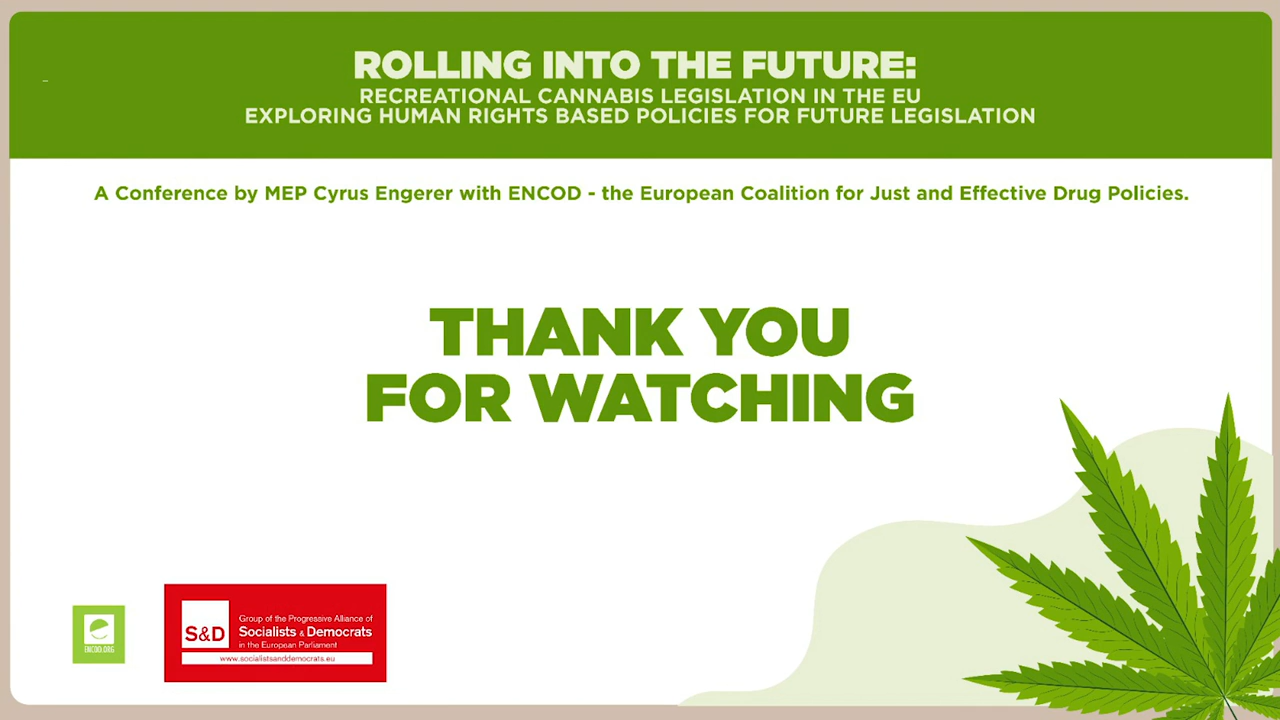 ROLLING INTO THE FUTURE:
RECREATIONAL CANNABIS LEGISLATION IN THE EU
EXPLORING HUMAN RIGHTS BASED POLICIES FOR FUTURE LEGISLATION
A Conference by MEP Cyrus Engerer with ENCOD - the European Coalition for Just and Effective Drug Policies.
THANK YOU
FOR WATCHING
ENCOD.ORG
S&D
Group of the Progressive Alliance of
Socialists & Democrats
in the European Parliament
www.socialistsanddemocrats.eu